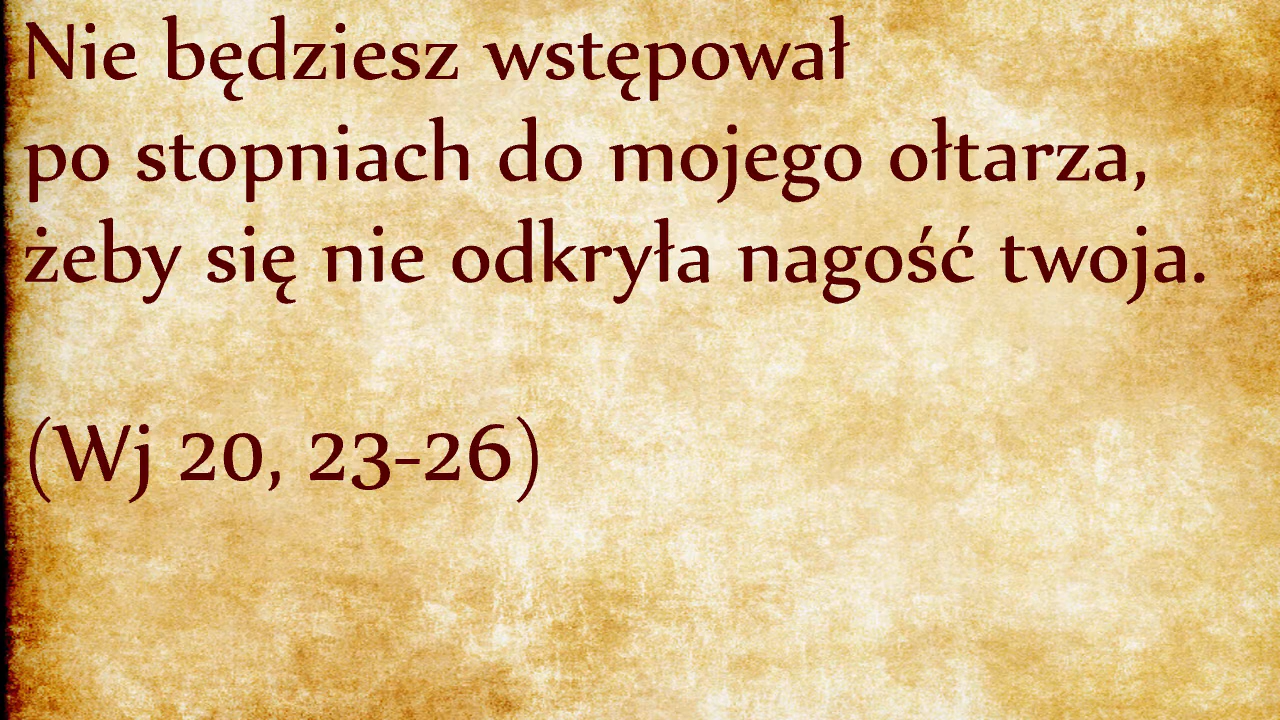 Nie będziesz wstępował
po stopniach do mojego ołtarza,
żeby się nie odkryła nagość twoja.
(Wj 20, 23-26)